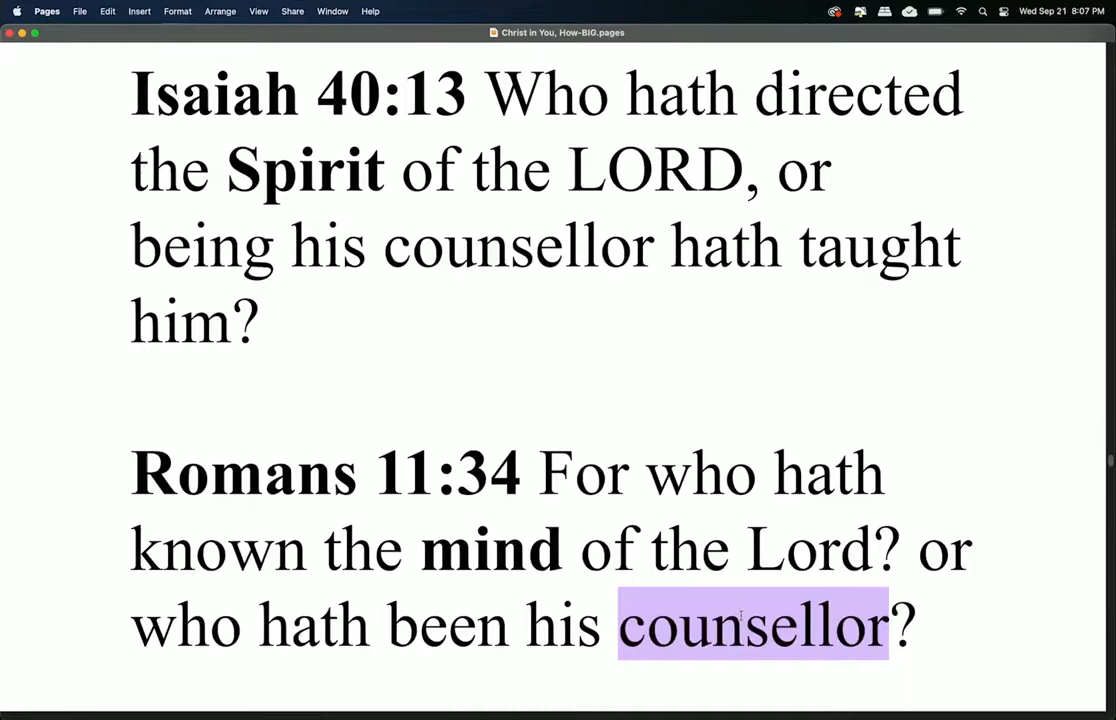 Pages File Edit Insert Format Arrange View Share Window Help Wed Sep 21 8:07 PM
Christ in You, How-BIG.pages
Isaiah 40:13 Who hath directed
the Spirit of the LORD, or
being his counsellor hath taught
him?
Romans 11:34 For who hath
known the mind of the Lord? or
who hath been his counsellor?